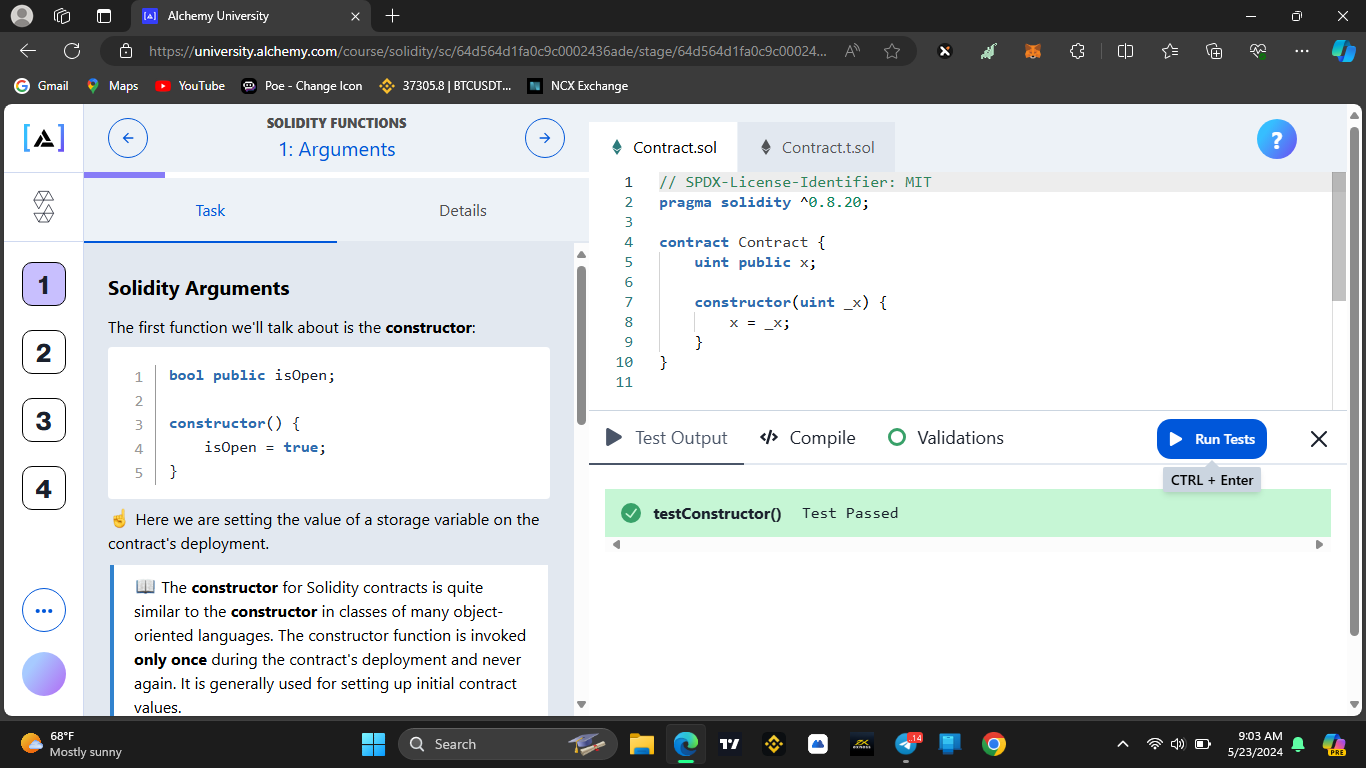 Alchemy University
https://university.alchemy.com/course/solidity/sc/64d564d1fa0c9c0002436ade/stage/64d564d1fa0c9c00024...
Gmail
Maps
YouTube
Poe - Change Icon
37305.8 | BTCUSDT...
NCX Exchange
SOLIDITY FUNCTIONS
1: Arguments
Task
Details
1
2
3
4
Solidity Arguments
The first function we'll talk about is the constructor:
1 bool public isOpen;
2
3 constructor() {
4 isOpen = true;
5 }
☝️ Here we are setting the value of a storage variable on the
contract's deployment.
📖 The constructor for Solidity contracts is quite
similar to the constructor in classes of many object-
oriented languages. The constructor function is invoked
only once during the contract's deployment and never
again. It is generally used for setting up initial contract
values.
Contract.sol
Contract.t.sol
?
1 // SPDX-License-Identifier: MIT
2 pragma solidity ^0.8.20;
3
4 contract Contract {
5 uint public x;
6
7 constructor(uint _x) {
8 x = _x;
9 }
10 }
11
Test Output
Compile
Validations
Run Tests
CTRL + Enter
testConstructor() Test Passed
68°F
Mostly sunny
Search
14
9:03 AM
5/23/2024
PRE